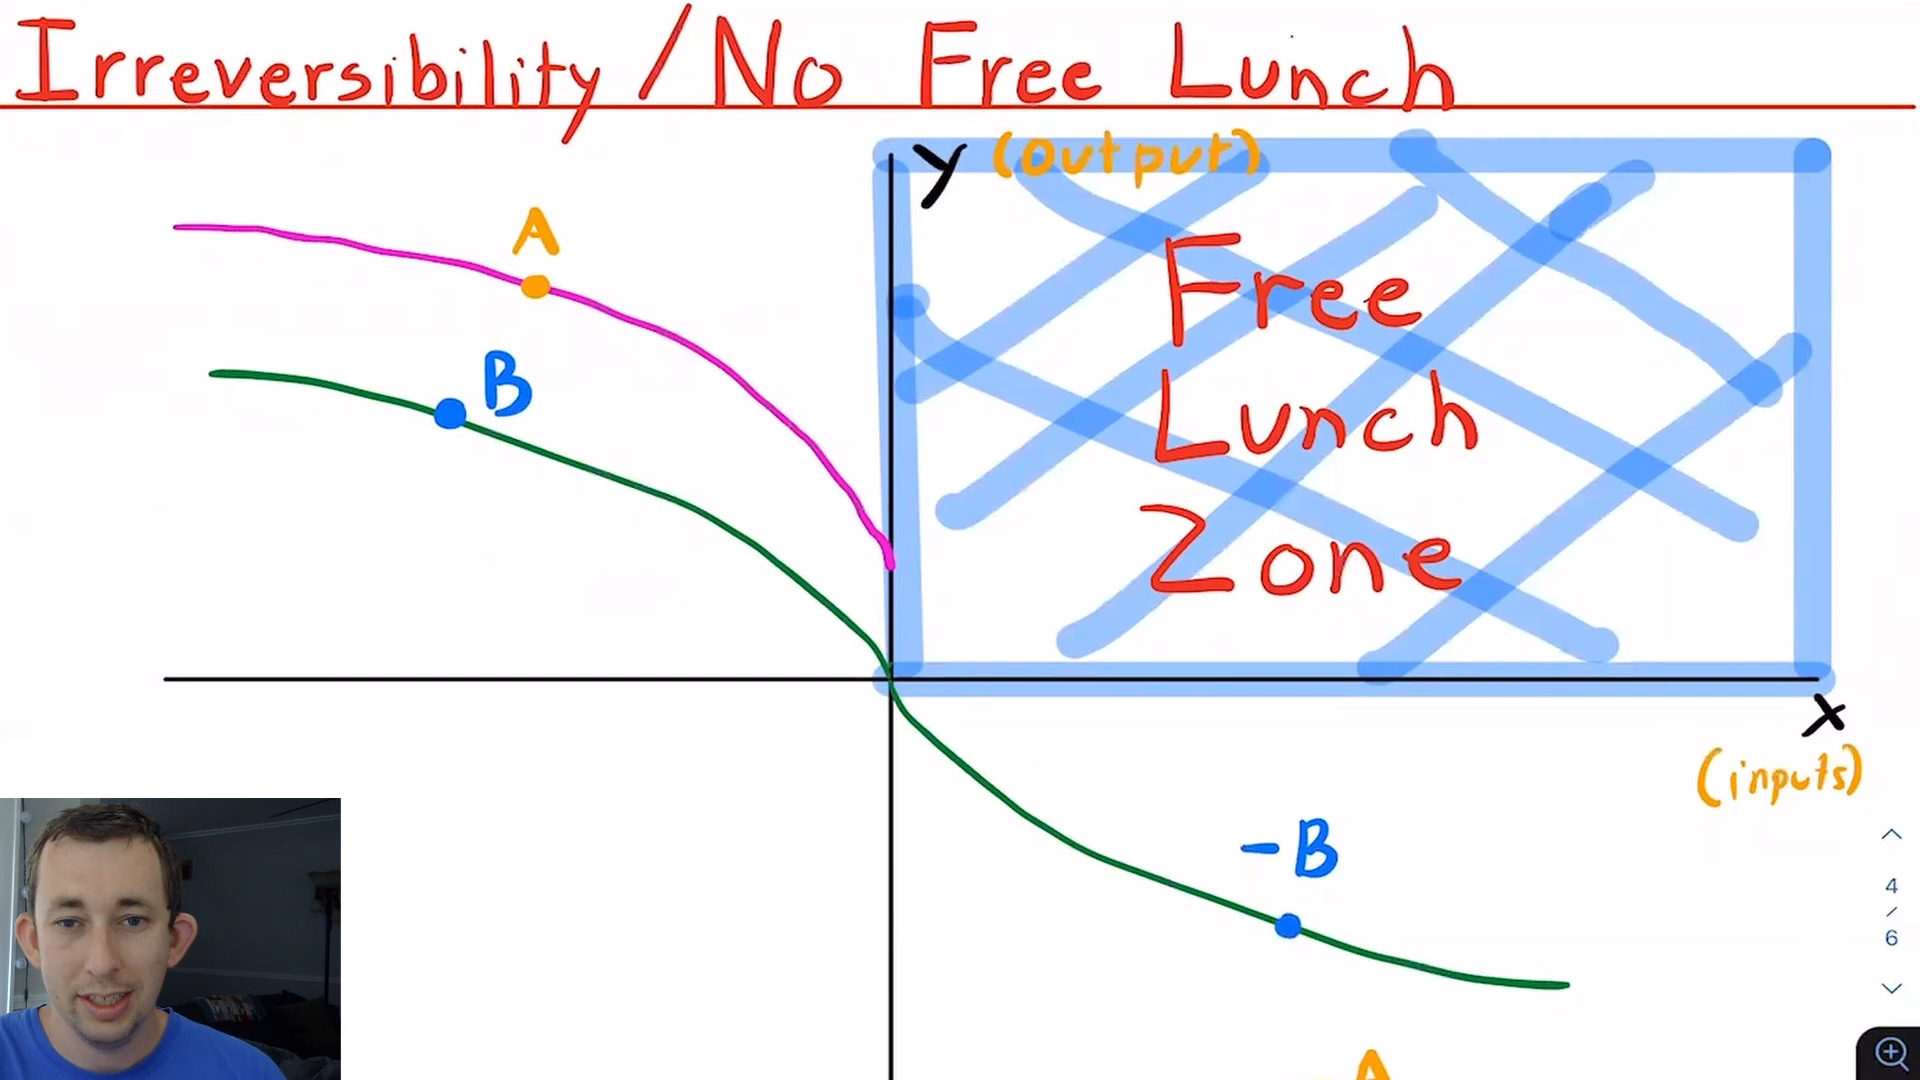 Irreversibility / No Free Lunch
Y (Output)
A
B
Free
Lunch
Zone
X
(inputs)
-B
4
/
6
A